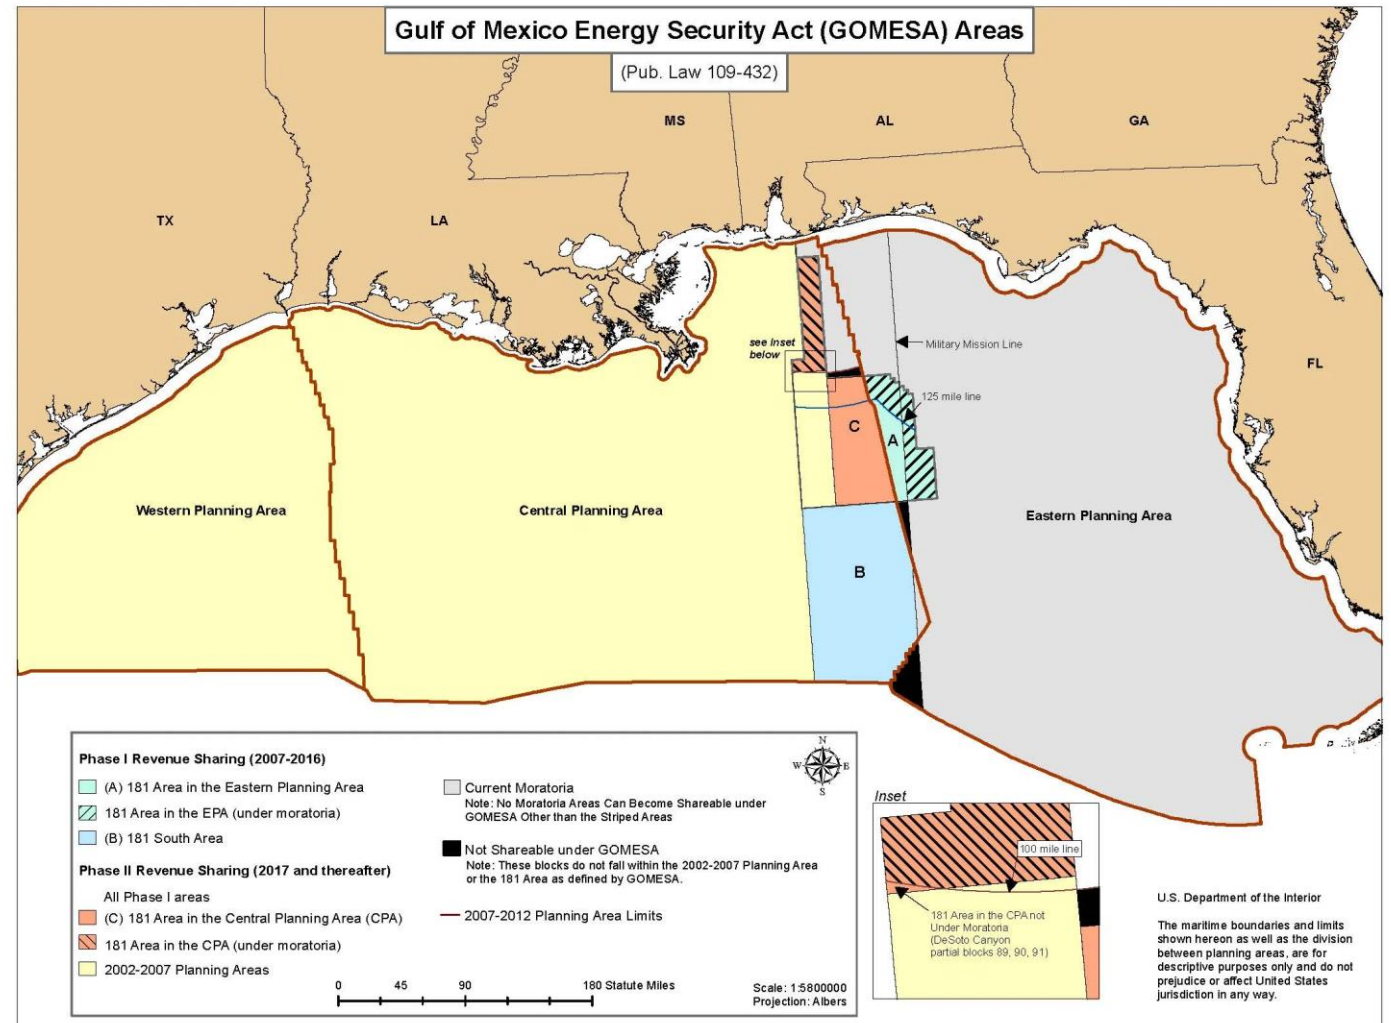 Gulf of Mexico Energy Security Act (GOMESA) Areas
(Pub. Law 109-432)
MS
AL
GA
TX
LA
FL
see Inset
below
Military Mission Line
125 mile line
C
A
Western Planning Area
Central Planning Area
Eastern Planning Area
B
Phase I Revenue Sharing (2007-2016)
(A) 181 Area in the Eastern Planning Area
181 Area in the EPA (under moratoria)
(B) 181 South Area
Phase II Revenue Sharing (2017 and thereafter)
All Phase I areas
(C) 181 Area in the Central Planning Area (CPA)
181 Area in the CPA (under moratoria)
2002-2007 Planning Areas
Current Moratoria
Note: No Moratoria Areas Can Become Shareable under
GOMESA Other than the Striped Areas
Not Shareable under GOMESA
Note: These blocks do not fall within the 2002-2007 Planning Area
or the 181 Area as defined by GOMESA.
2007-2012 Planning Area Limits
N
W
E
S
0 45 90 180 Statute Miles
Scale: 1:5800000
Projection: Albers
Inset
100 mile line
181 Area in the CPA not
Under Moratoria
(DeSoto Canyon
partial blocks 89, 90, 91)
U.S. Department of the Interior
The maritime boundaries and limits
shown hereon as well as the division
between planning areas, are for
descriptive purposes only and do not
prejudice or affect United States
jurisdiction in any way.